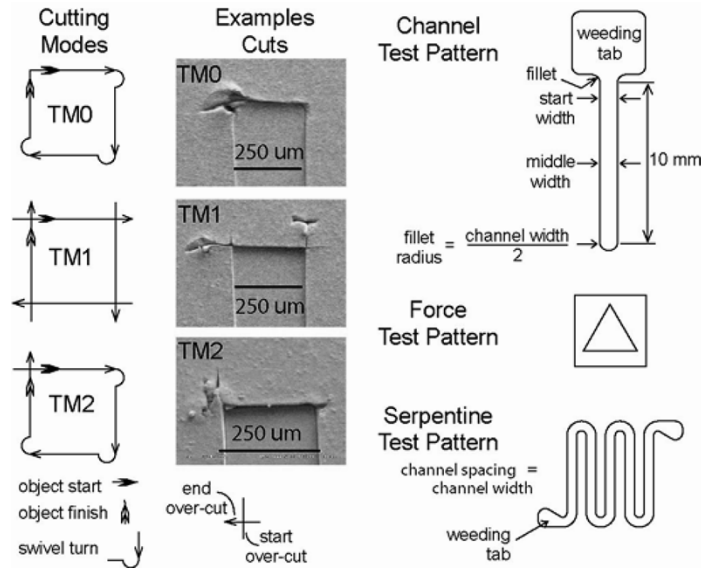 Cutting
Modes
TM0
TM1
TM2
object start
object finish
swivel turn
Examples
Cuts
TM0
250 um
TM1
250 um
TM2
250 um
end
over-cut
start
over-cut
Channel
Test Pattern
weeding
tab
fillet
start
width
middle
width
10 mm
fillet
radius = channel width
2
Force
Test Pattern
Serpentine
Test Pattern
channel spacing =
channel width
weeding
tab